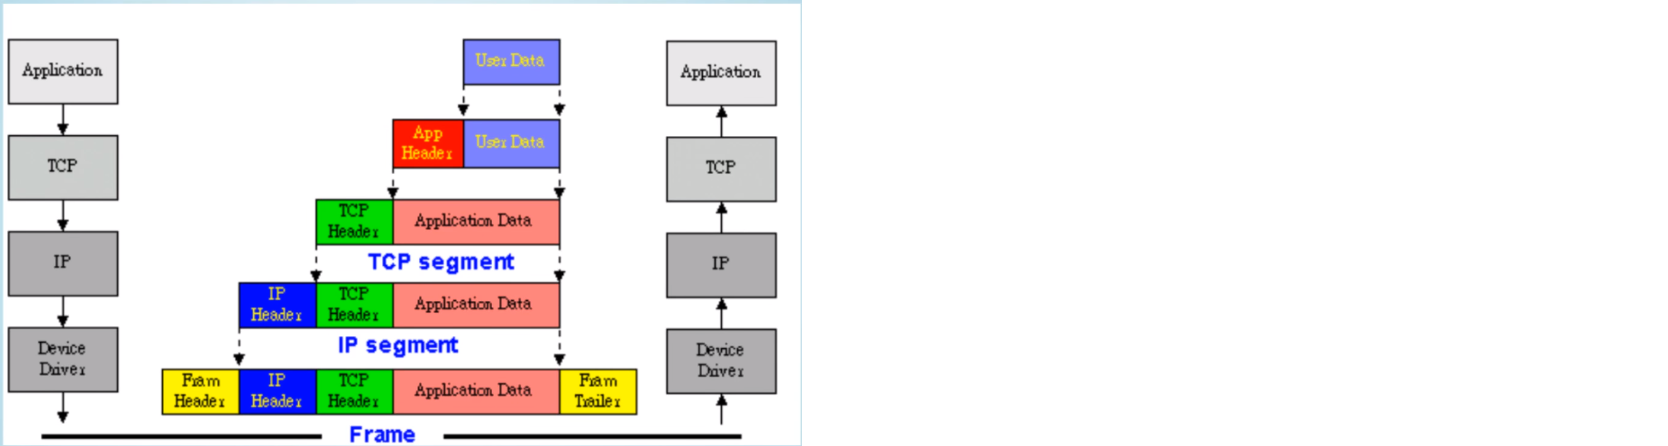 Application
TCP
IP
Device
Driver
User Data
App
Header
User Data
TCP
Header
Application Data
TCP segment
IP
Header
TCP
Header
Application Data
IP segment
Fram
Header
IP
Header
TCP
Header
Application Data
Fram
Trailer
Frame
Application
TCP
IP
Device
Driver